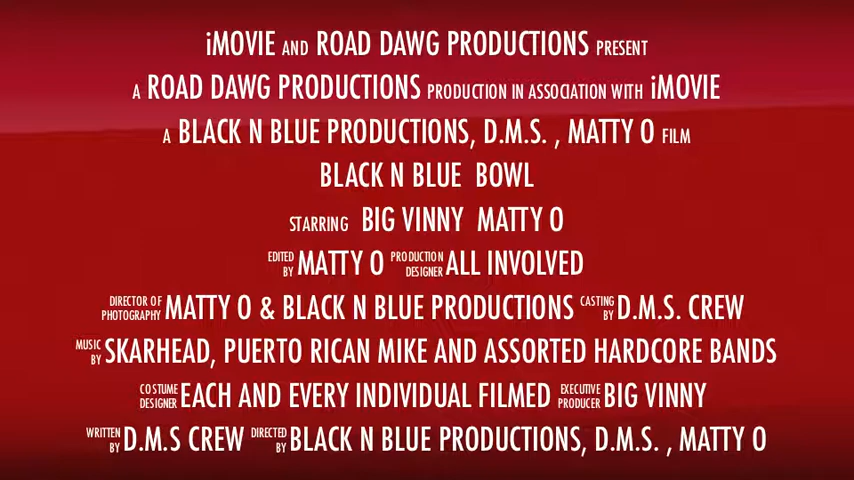 iMOVIE AND ROAD DAWG PRODUCTIONS PRESENT
A ROAD DAWG PRODUCTIONS PRODUCTION IN ASSOCIATION WITH iMOVIE
A BLACK N BLUE PRODUCTIONS, D.M.S. , MATTY O FILM
BLACK N BLUE BOWL
STARRING BIG VINNY MATTY O
EDITED BY MATTY O PRODUCTION DESIGNER ALL INVOLVED
DIRECTOR OF PHOTOGRAPHY MATTY O & BLACK N BLUE PRODUCTIONS CASTING BY D.M.S. CREW
MUSIC BY SKARHEAD, PUERTO RICAN MIKE AND ASSORTED HARDCORE BANDS
COSTUME DESIGNER EACH AND EVERY INDIVIDUAL FILMED EXECUTIVE PRODUCER BIG VINNY
WRITTEN BY D.M.S CREW DIRECTED BY BLACK N BLUE PRODUCTIONS, D.M.S. , MATTY O